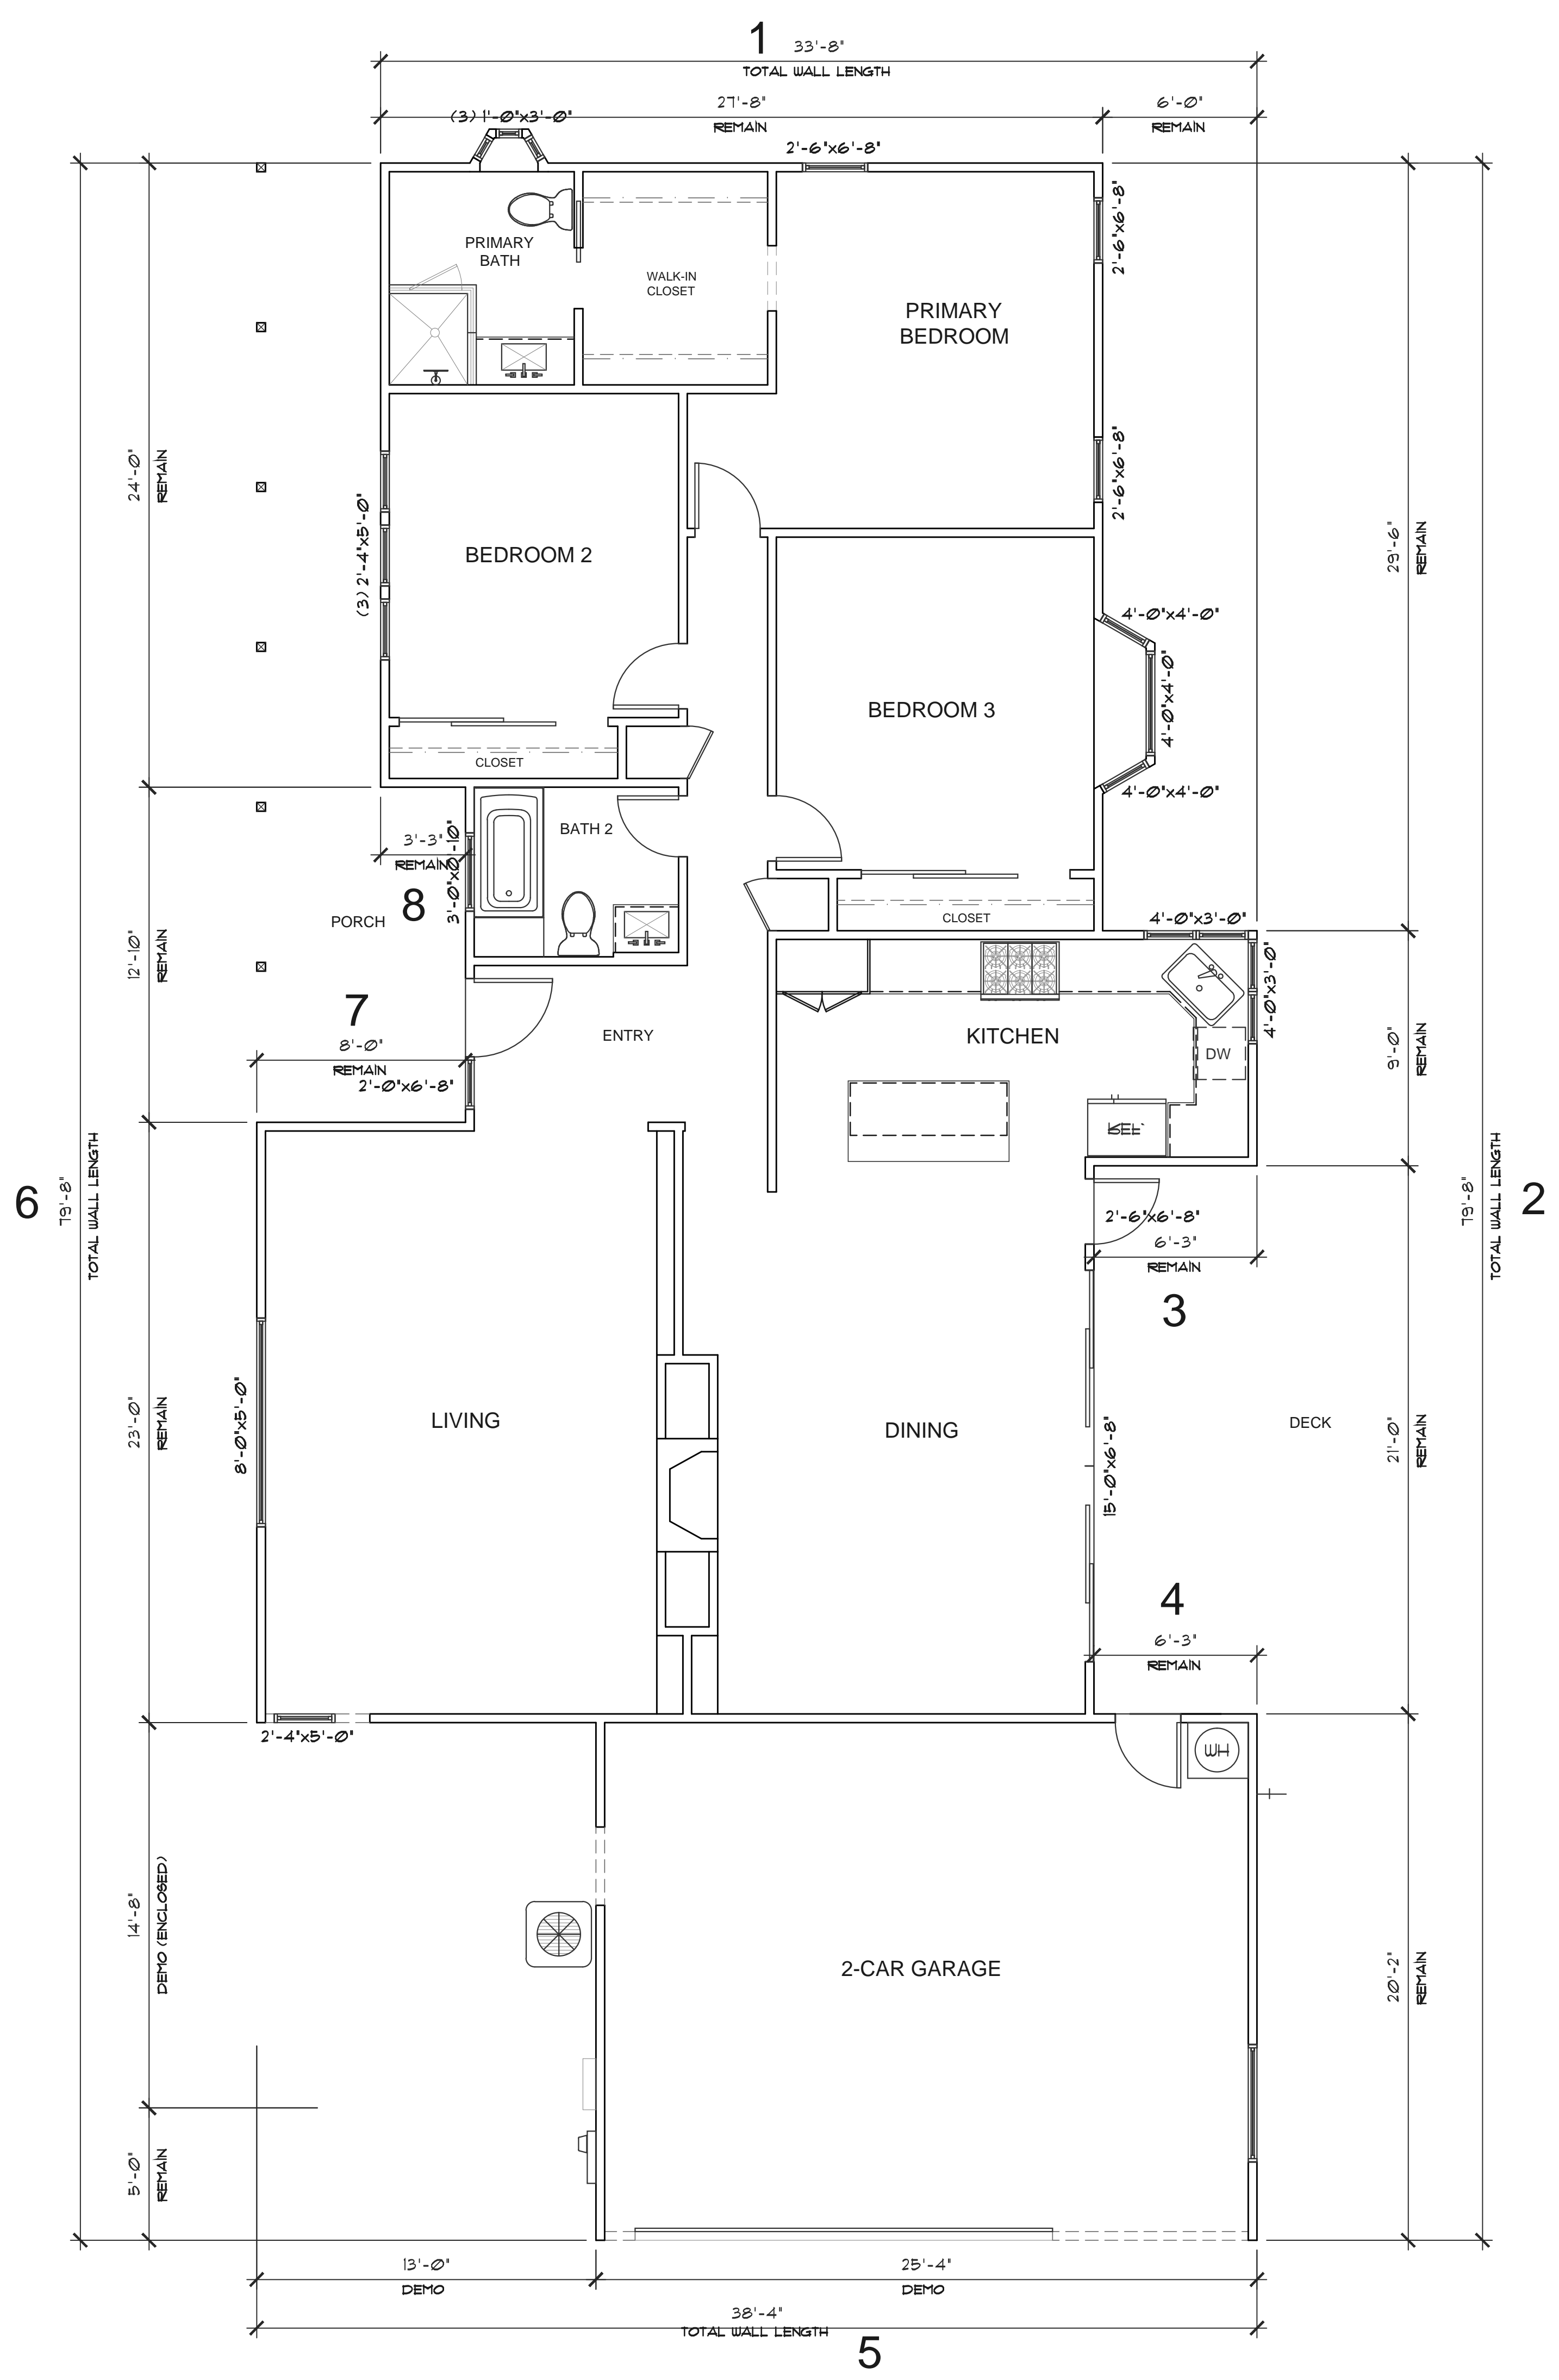 1
33'-8"
TOTAL WALL LENGTH
27'-8"
REMAIN
6'-0"
REMAIN
(3) 1'-0"x3'-0"
2'-6"x6'-8"
2'-6"x6'-8"
PRIMARY
BATH
WALK-IN
CLOSET
PRIMARY
BEDROOM
24'-0"
REMAIN
(3) 2'-4"x5'-0"
BEDROOM 2
2'-6"x6'-8"
29'-6"
REMAIN
4'-0"x4'-0"
4'-0"x4'-0"
4'-0"x4'-0"
BEDROOM 3
CLOSET
3'-3"
REMAIN
3'-0"x0'-10"
BATH 2
8
PORCH
CLOSET
4'-0"x3'-0"
4'-0"x3'-0"
12'-10"
REMAIN
7
8'-0"
REMAIN
2'-0"x6'-8"
ENTRY
KITCHEN
DW
9'-0"
REMAIN
REF.
6
79'-8"
TOTAL WALL LENGTH
2'-6"x6'-8"
6'-3"
REMAIN
3
79'-8"
TOTAL WALL LENGTH
2
23'-0"
REMAIN
8'-0"x5'-0"
LIVING
DINING
15'-0"x6'-8"
DECK
21'-0"
REMAIN
4
6'-3"
REMAIN
2'-4"x5'-0"
WH
14'-8"
DEMO (ENCLOSED)
2-CAR GARAGE
20'-2"
REMAIN
5'-0"
REMAIN
13'-0"
DEMO
25'-4"
DEMO
38'-4"
TOTAL WALL LENGTH
5